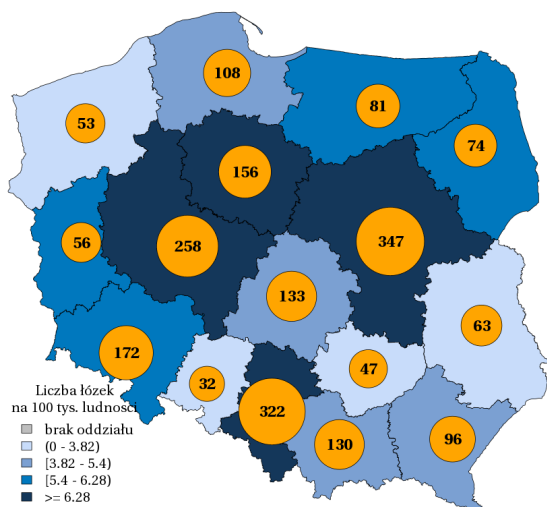 108
53
81
74
156
56
258
347
133
63
172
32
47
322
130
96
Liczba łózek
na 100 tys. ludności
brak oddziału
(0 - 3.82)
[3.82 - 5.4)
[5.4 - 6.28)
>= 6.28